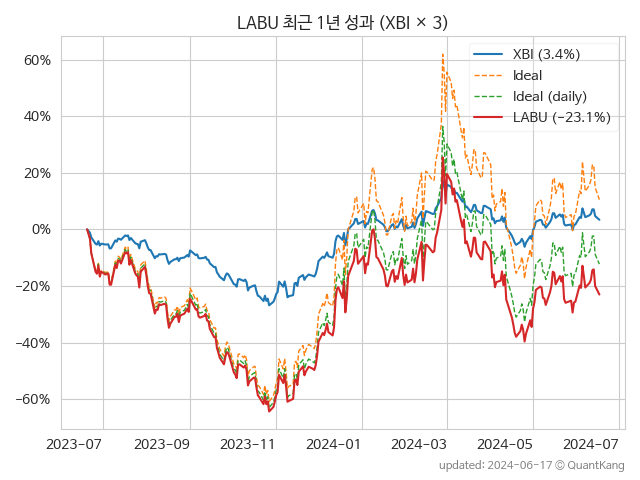 LABU 최근 1년 성과 (XBI × 3)
XBI (3.4%)
Ideal
Ideal (daily)
LABU (−23.1%)
60%
40%
20%
0%
−20%
−40%
−60%
2023-07 2023-09 2023-11 2024-01 2024-03 2024-05 2024-07
updated: 2024-06-17 © QuantKang